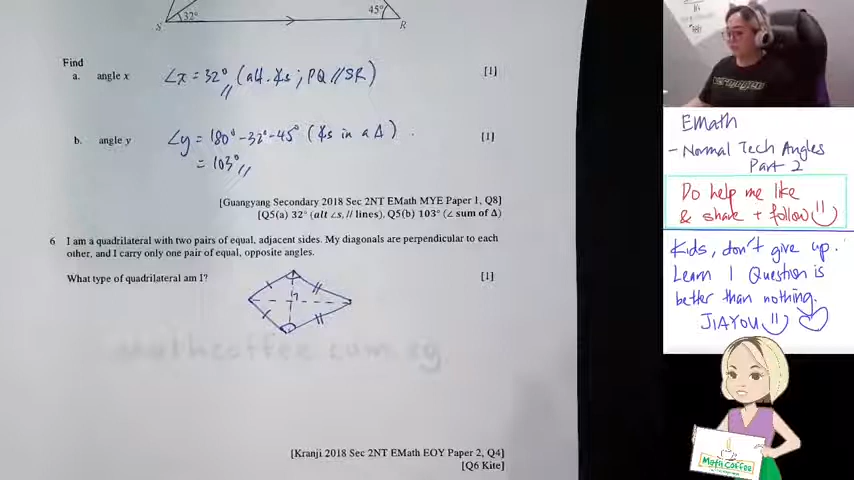 S 32° 45° R
Find
a. angle x ∠x = 32° (alt. ∠s ; PQ // SR) [1]
b. angle y ∠y = 180° - 32° - 45° (∠s in a Δ) [1]
= 103°
[Guangyang Secondary 2018 Sec 2NT EMath MYE Paper 1, Q8]
[Q5(a) 32° (alt ∠s, // lines), Q5(b) 103° (∠ sum of Δ)]
6 I am a quadrilateral with two pairs of equal, adjacent sides. My diagonals are perpendicular to each
other, and I carry only one pair of equal, opposite angles.
What type of quadrilateral am I? [1]
mathcoffee.com.sg
[Kranji 2018 Sec 2NT EMath EOY Paper 2, Q4]
[Q6 Kite]
EMath
- Normal Tech Angles
Part 2
Do help me like
& share + follow
Kids, don't give up.
Learn 1 Question is
better than nothing.
JIAYOU
Math Coffee